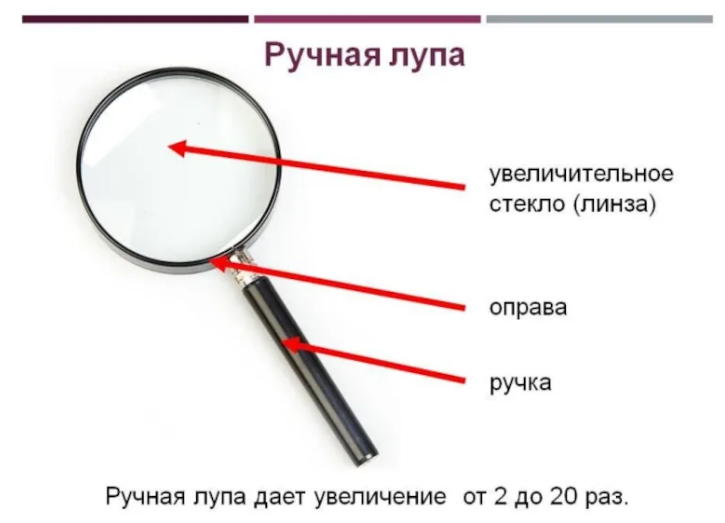 Ручная лупа
увеличительное
стекло (линза)
оправа
ручка
Ручная лупа дает увеличение от 2 до 20 раз.